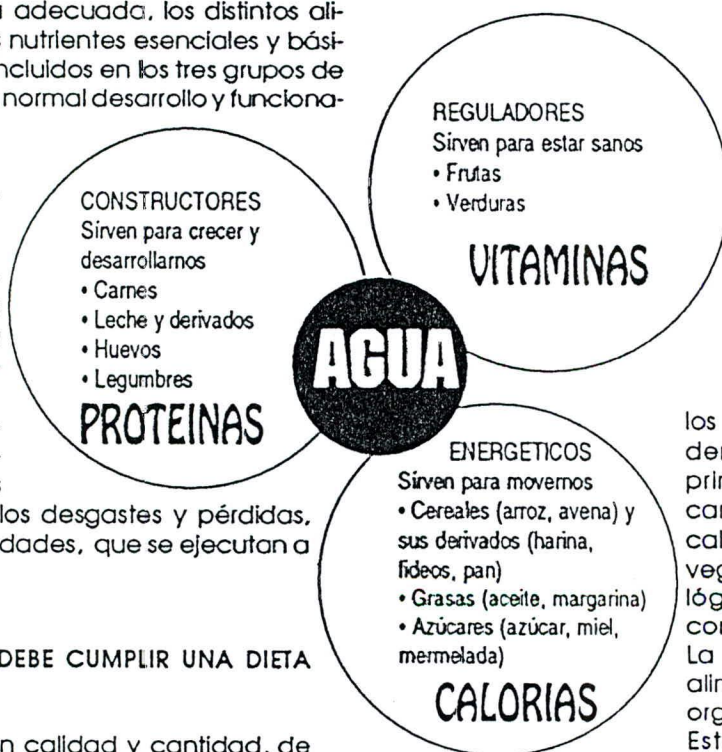 adecuada, los distintos ali-
nutrientes esenciales y bási-
ncluidos en los tres grupos de
normal desarrollo y funciona-
CONSTRUCTORES
Sirven para crecer y
desarrollarnos
• Carnes
• Leche y derivados
• Huevos
• Legumbres
PROTEINAS
REGULADORES
Sirven para estar sanos
• Frutas
• Verduras
VITAMINAS
AGUA
ENERGETICOS
Sirven para movernos
• Cereales (arroz, avena) y
sus derivados (harina,
fideos, pan)
• Grasas (aceite, margarina)
• Azúcares (azúcar, miel,
mermelada)
CALORIAS
los desgastes y pérdidas,
dades, que se ejecutan a
DEBE CUMPLIR UNA DIETA
n calidad y cantidad, de
los
der
prin
car
cal
veg
lóg
cor
La
alin
org
Est